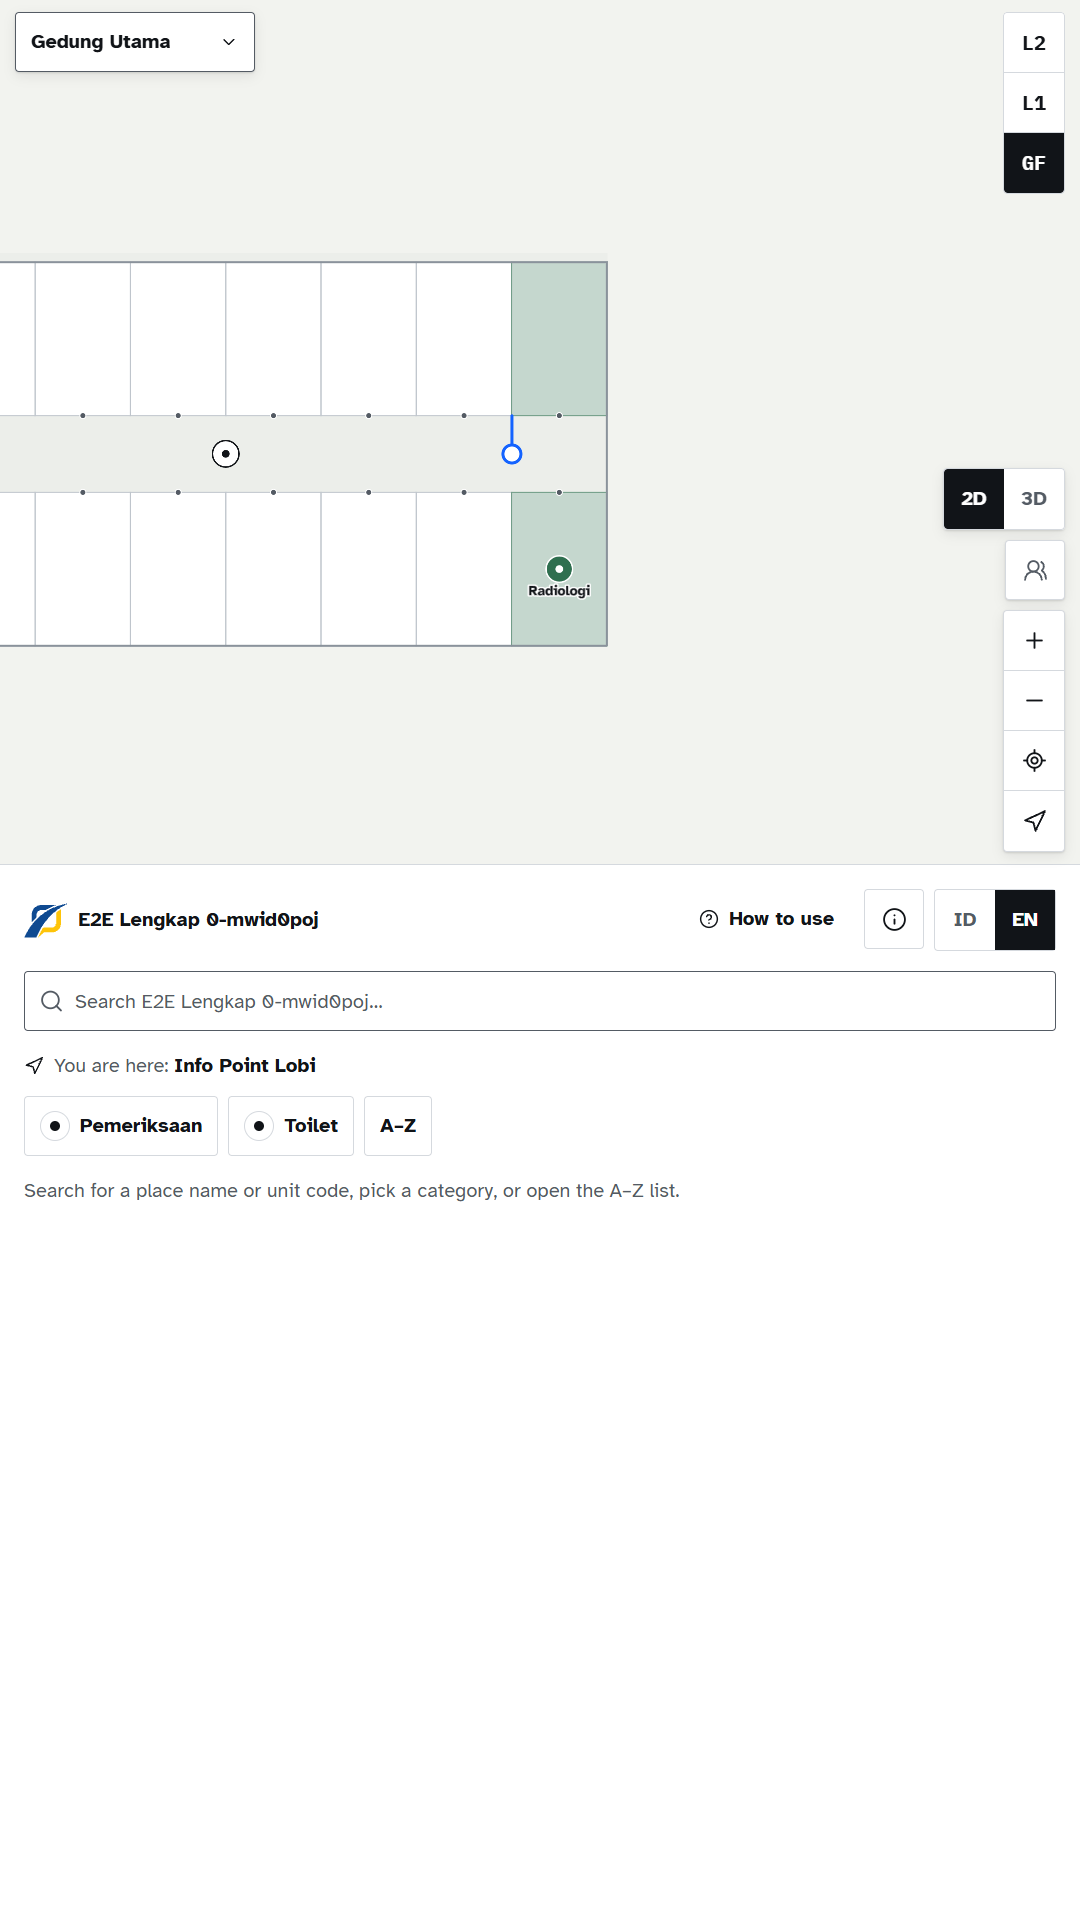 Gedung Utama
L2
L1
GF
2D 3D
Radiologi
E2E Lengkap 0-mwid0poj
How to use
ID EN
Search E2E Lengkap 0-mwid0poj...
You are here: Info Point Lobi
Pemeriksaan
Toilet
A–Z
Search for a place name or unit code, pick a category, or open the A–Z list.